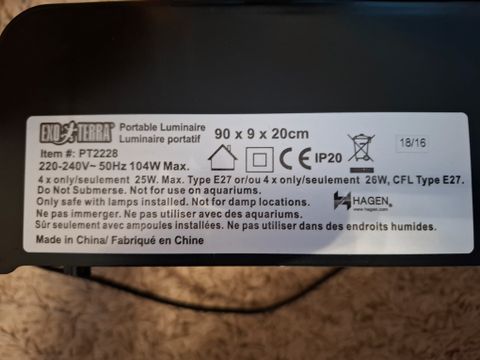 EXO TERRA® Portable Luminaire
Luminaire portatif
90 x 9 x 20cm
18/16
Item #: PT2228
220-240V~ 50Hz 104W Max.
CE IP20
4 x only/seulement 25W. Max. Type E27 or/ou 4 x only/seulement 26W, CFL Type E27.
Do Not Submerse. Not for use on aquariums.
Only safe with lamps installed. Not for damp locations.
HAGEN®
www.hagen.com
Ne pas immerger. Ne pas utiliser avec des aquariums.
Sûr seulement avec ampoules installées. Ne pas utiliser dans des endroits humides.
Made in China/ Fabriqué en Chine